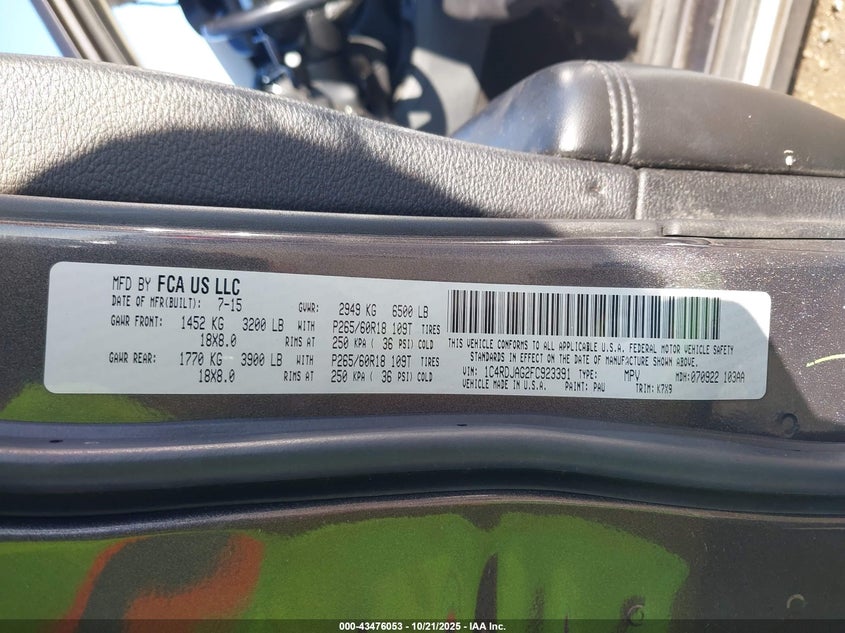 MFD BY FCA US LLC
DATE OF MFR(BUILT): 7-15 GVWR: 2949 KG 6500 LB
GAWR FRONT: 1452 KG 3200 LB WITH P265/60R18 109T TIRES
18X8.0 RIMS AT 250 KPA ( 36 PSI) COLD
GAWR REAR: 1770 KG 3900 LB WITH P265/60R18 109T TIRES
18X8.0 RIMS AT 250 KPA ( 36 PSI) COLD
THIS VEHICLE CONFORMS TO ALL APPLICABLE U.S.A. FEDERAL MOTOR VEHICLE SAFETY
STANDARDS IN EFFECT ON THE DATE OF MANUFACTURE SHOWN ABOVE.
VIN: 1C4RDJAG2FC923391 TYPE: MPV MDH: 070922 103AA
VEHICLE MADE IN U.S.A. PAINT: PAU TRIM: K7X9
000-43476053 - 10/21/2025 - IAA Inc.